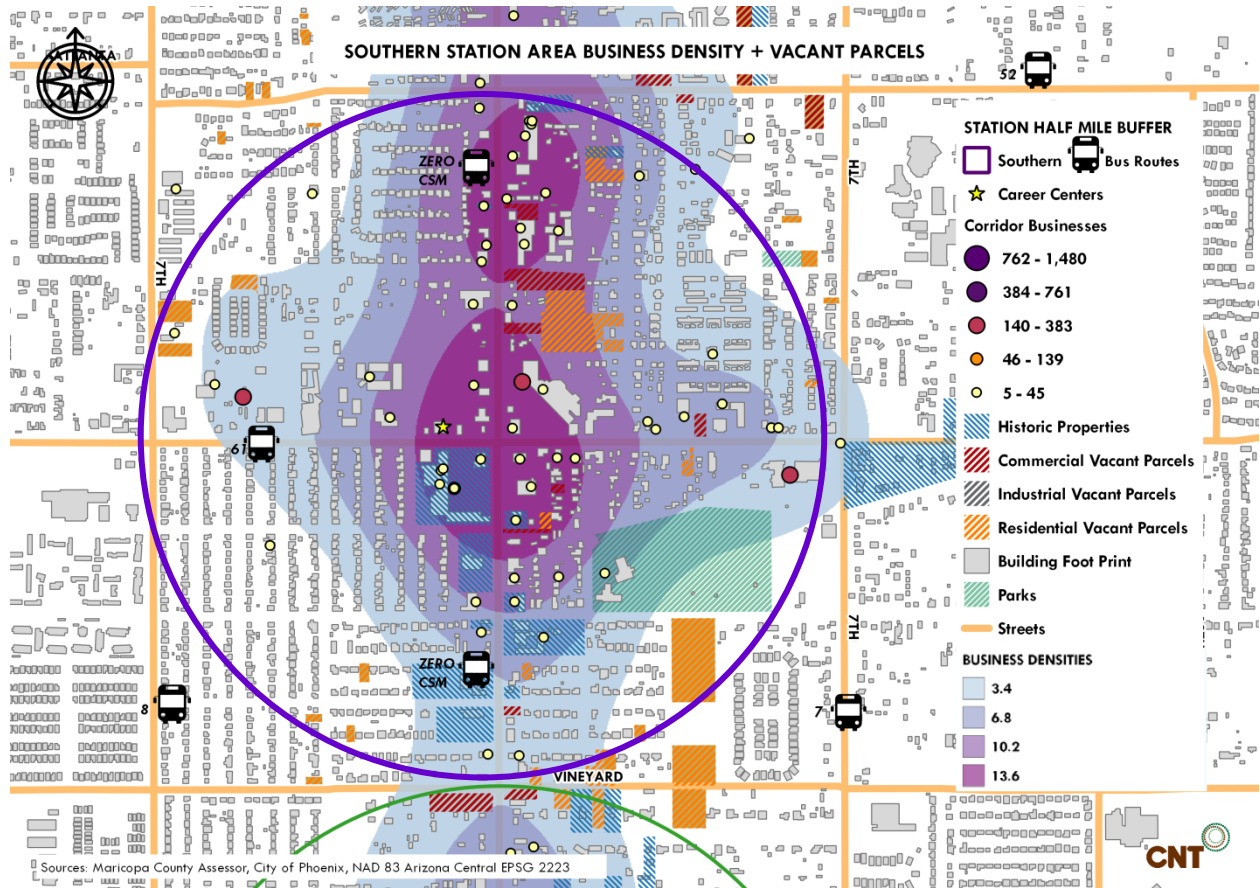 SOUTHERN STATION AREA BUSINESS DENSITY + VACANT PARCELS
52
ZERO
CSM
7TH
7TH
61
ZERO
CSM
8
7TH
7
VINEYARD
STATION HALF MILE BUFFER
Southern
Bus Routes
Career Centers
Corridor Businesses
762 - 1,480
384 - 761
140 - 383
46 - 139
5 - 45
Historic Properties
Commercial Vacant Parcels
Industrial Vacant Parcels
Residential Vacant Parcels
Building Foot Print
Parks
Streets
BUSINESS DENSITIES
3.4
6.8
10.2
13.6
Sources: Maricopa County Assessor, City of Phoenix, NAD 83 Arizona Central EPSG 2223
CNT